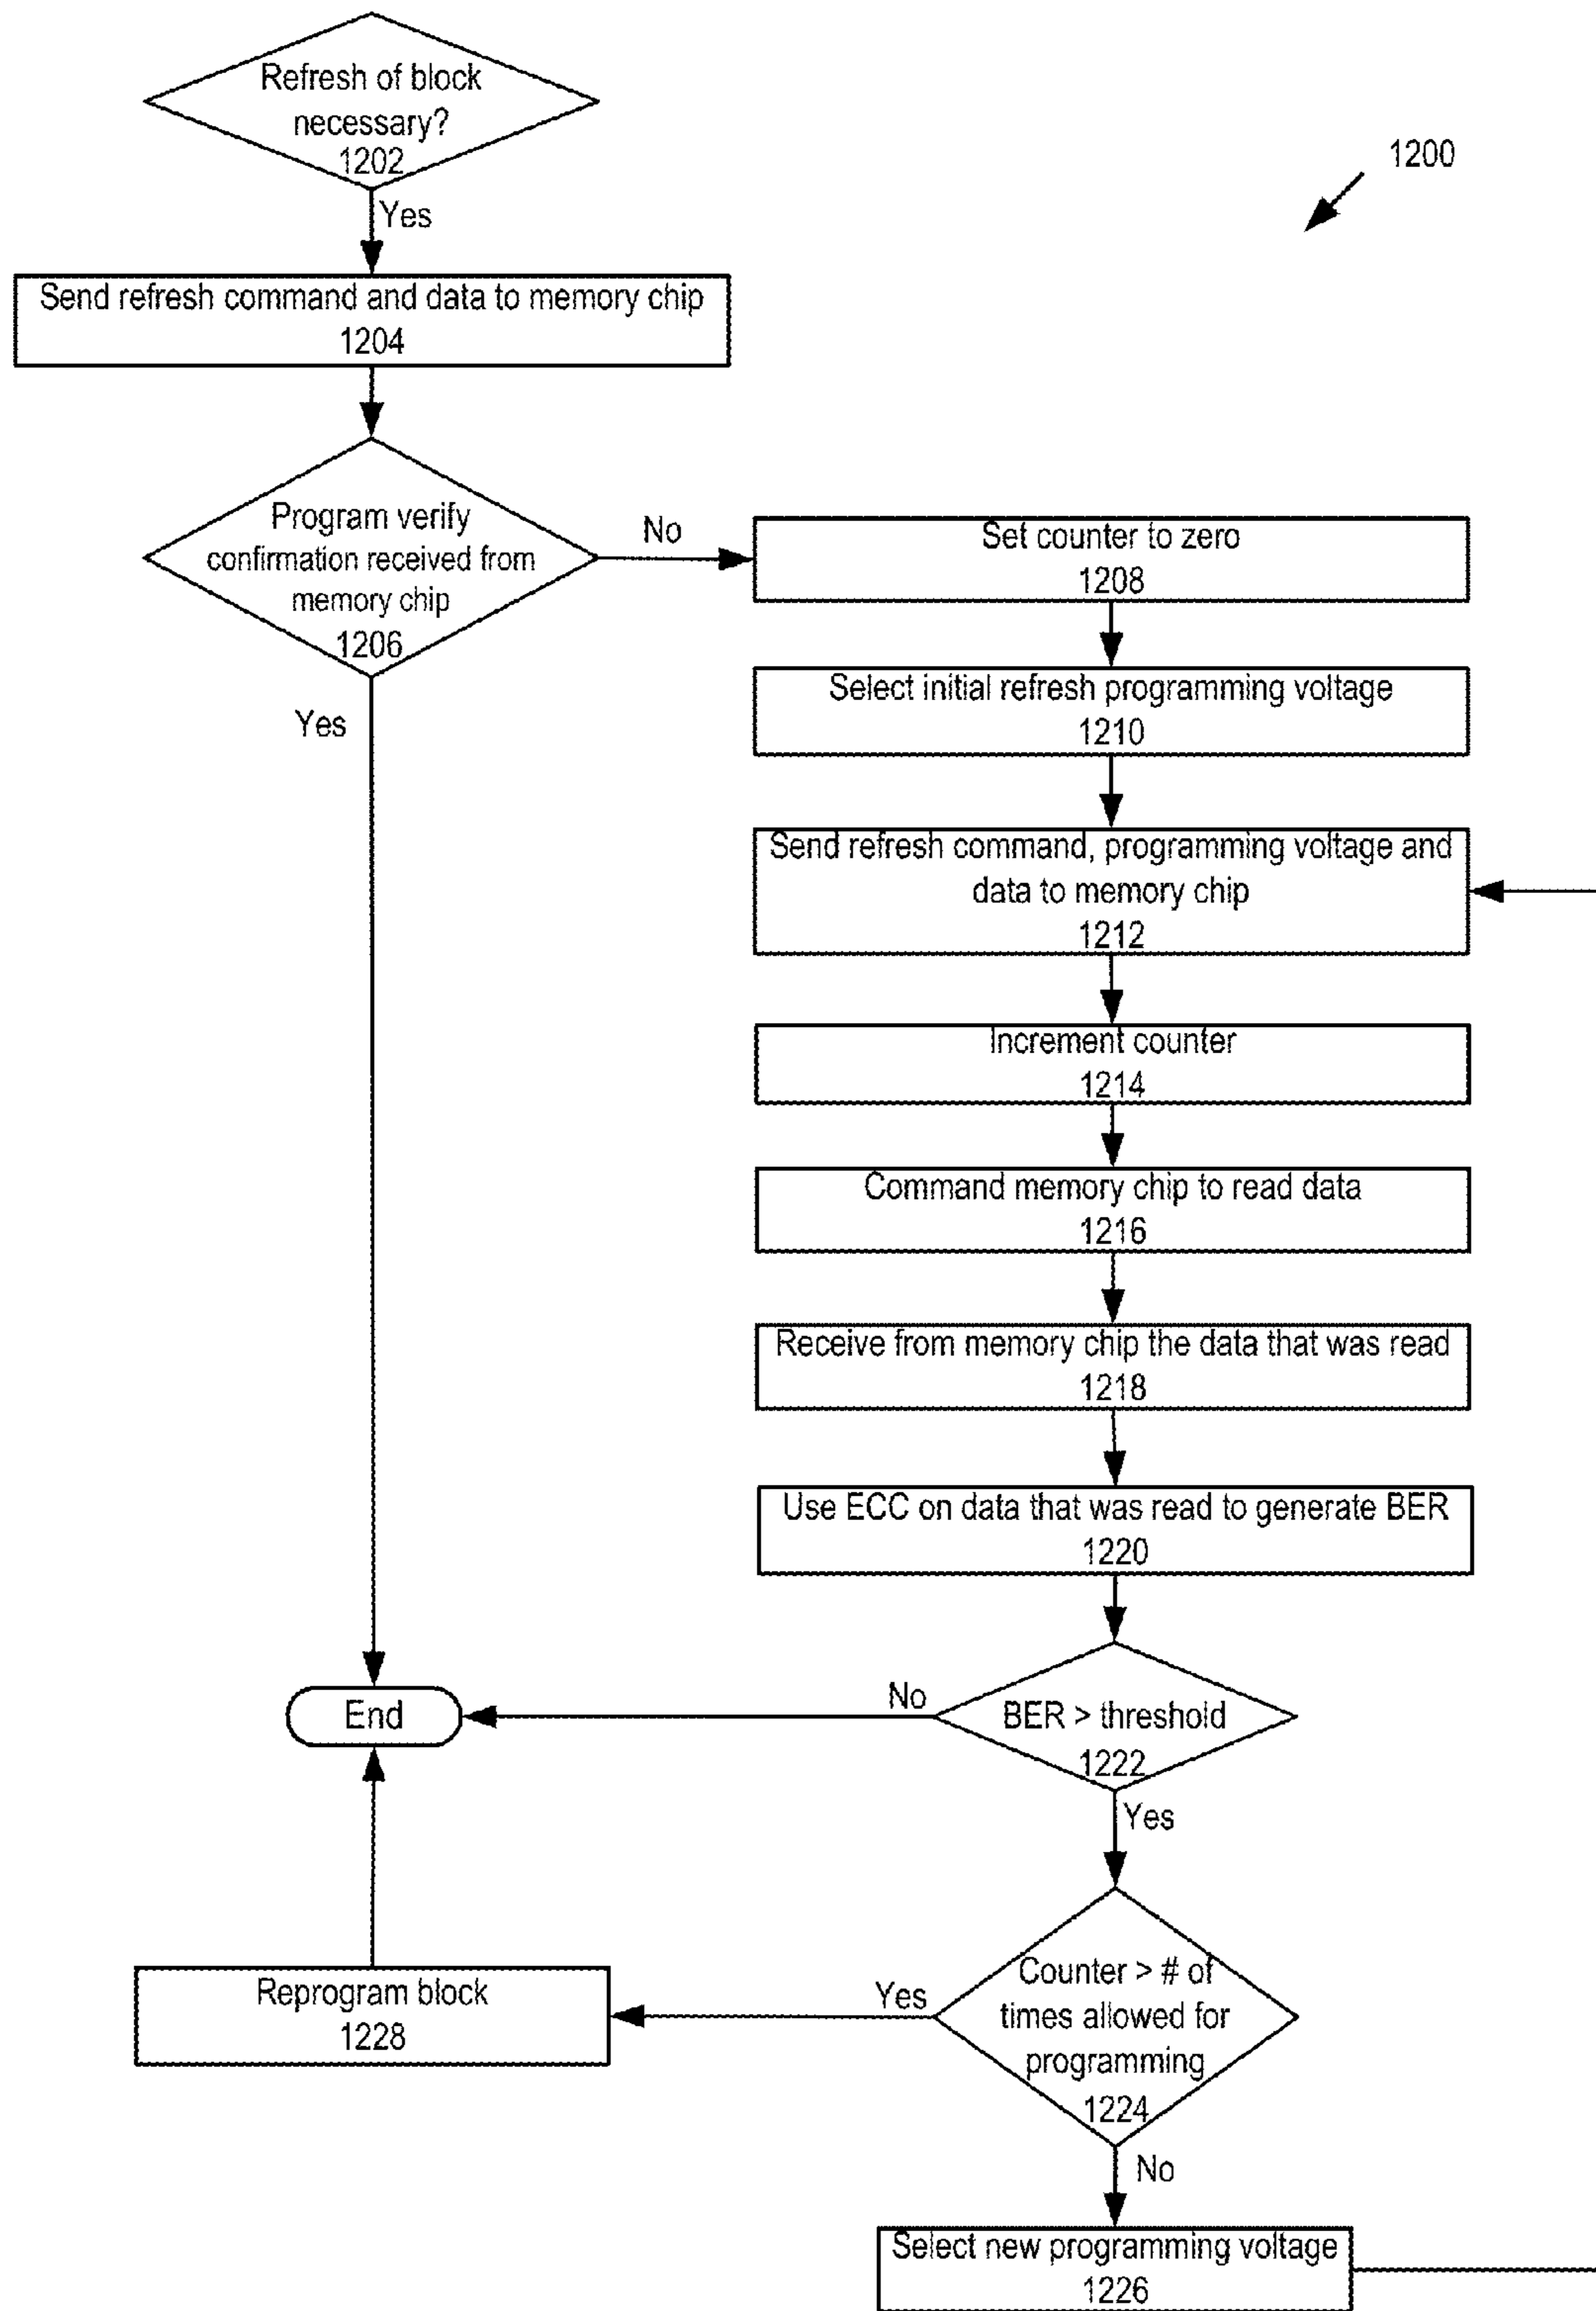 Refresh of block
necessary?
1202
1200
Yes
Send refresh command and data to memory chip
1204
Program verify
confirmation received from
memory chip
1206
No
Yes
Set counter to zero
1208
Select initial refresh programming voltage
1210
Send refresh command, programming voltage and
data to memory chip
1212
Increment counter
1214
Command memory chip to read data
1216
Receive from memory chip the data that was read
1218
Use ECC on data that was read to generate BER
1220
BER > threshold
1222
No
End
Yes
Counter > # of
times allowed for
programming
1224
Yes
Reprogram block
1228
No
Select new programming voltage
1226